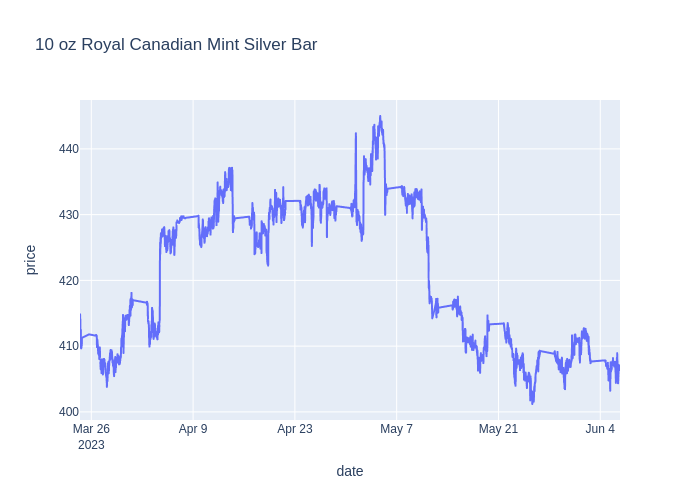 10 oz Royal Canadian Mint Silver Bar
price
440
430
420
410
400
Mar 26
2023
Apr 9
Apr 23
May 7
May 21
Jun 4
date